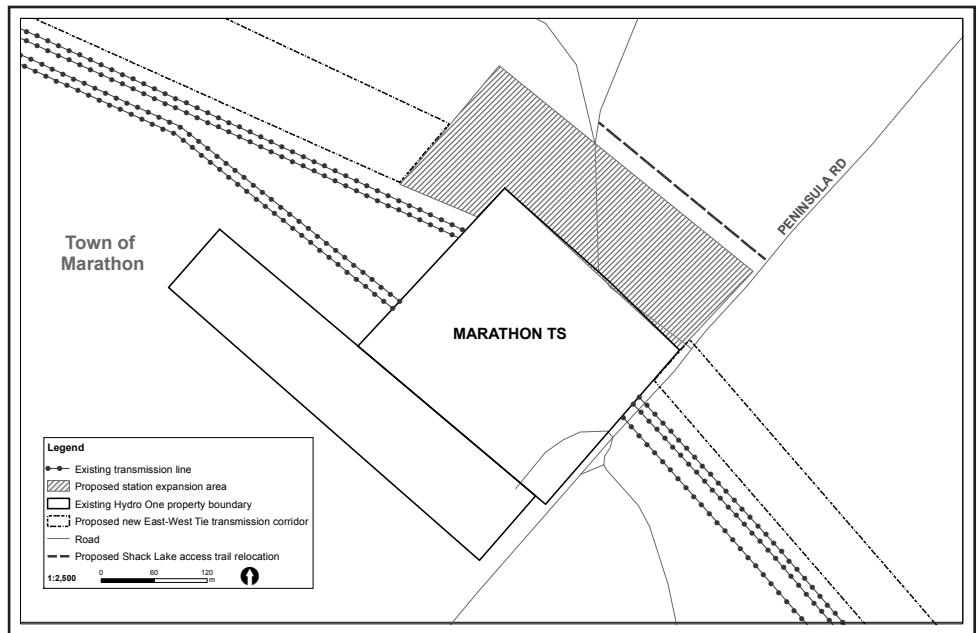 PENINSULA RD
Town of
Marathon
MARATHON TS
Legend
Existing transmission line
Proposed station expansion area
Existing Hydro One property boundary
Proposed new East-West Tie transmission corridor
Road
Proposed Shack Lake access trail relocation
1:2,500
0 60 120
m